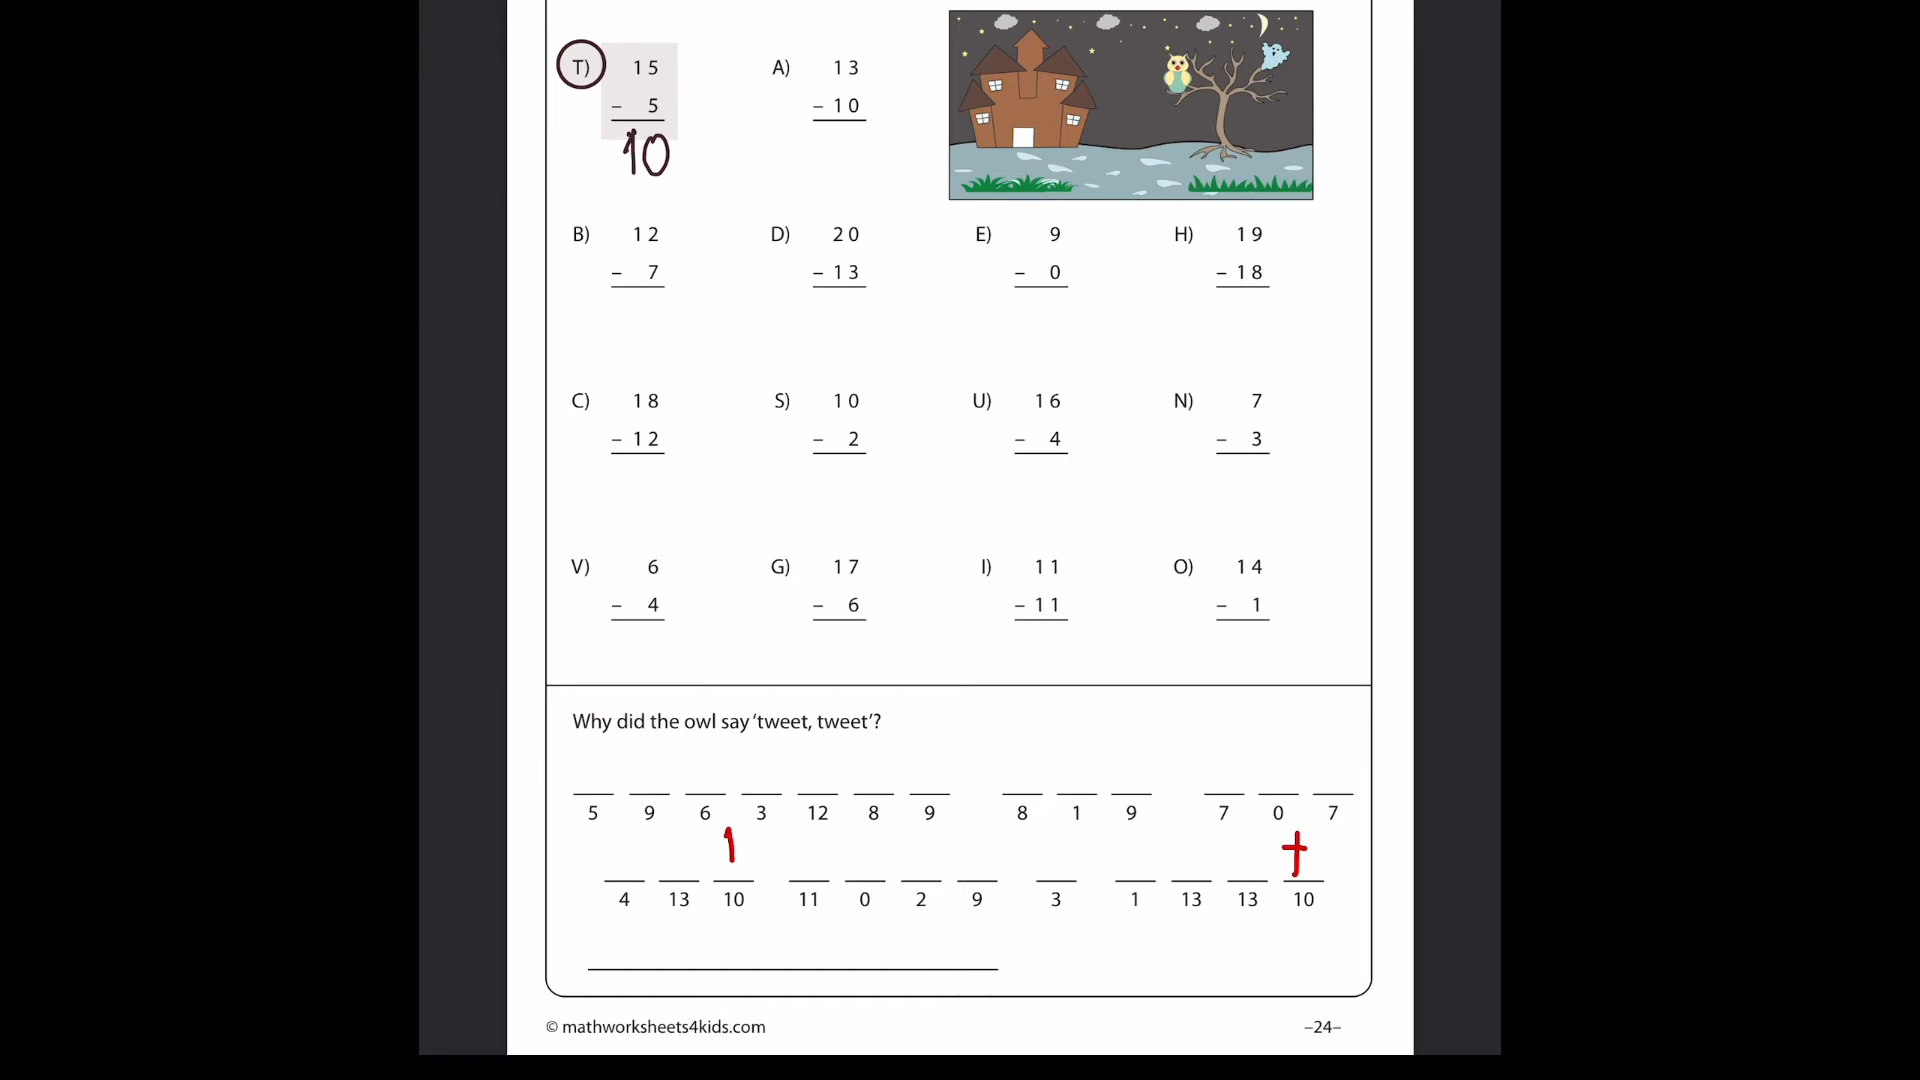 T) 15 A) 13
- 5 - 10
10
B) 12 D) 20 E) 9 H) 19
- 7 - 13 - 0 - 18
C) 18 S) 10 U) 16 N) 7
- 12 - 2 - 4 - 3
V) 6 G) 17 I) 11 O) 14
- 4 - 6 - 11 - 1
Why did the owl say ‘tweet, tweet’?
5 9 6 3 12 8 9 8 1 9 7 0 7
t
4 13 10 11 0 2 9 3 1 13 13 10
© mathworksheets4kids.com –24–